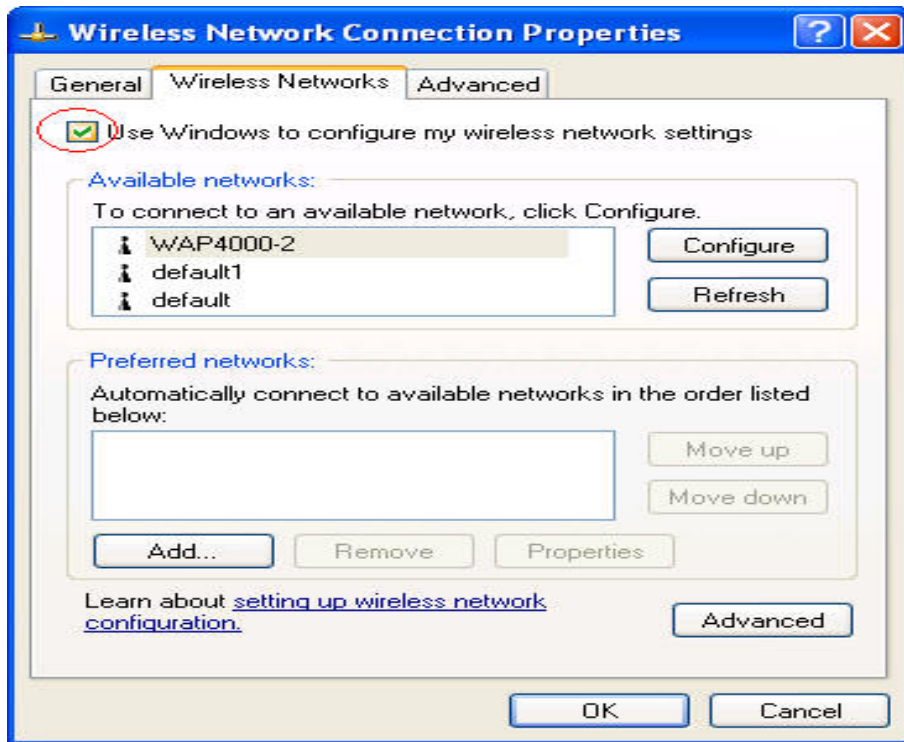 Wireless Network Connection Properties
General Wireless Networks Advanced
Use Windows to configure my wireless network settings
Available networks:
To connect to an available network, click Configure.
WAP4000-2
default1
default
Configure
Refresh
Preferred networks:
Automatically connect to available networks in the order listed
below:
Move up
Move down
Add... Remove Properties
Learn about setting up wireless network
configuration.
Advanced
OK Cancel